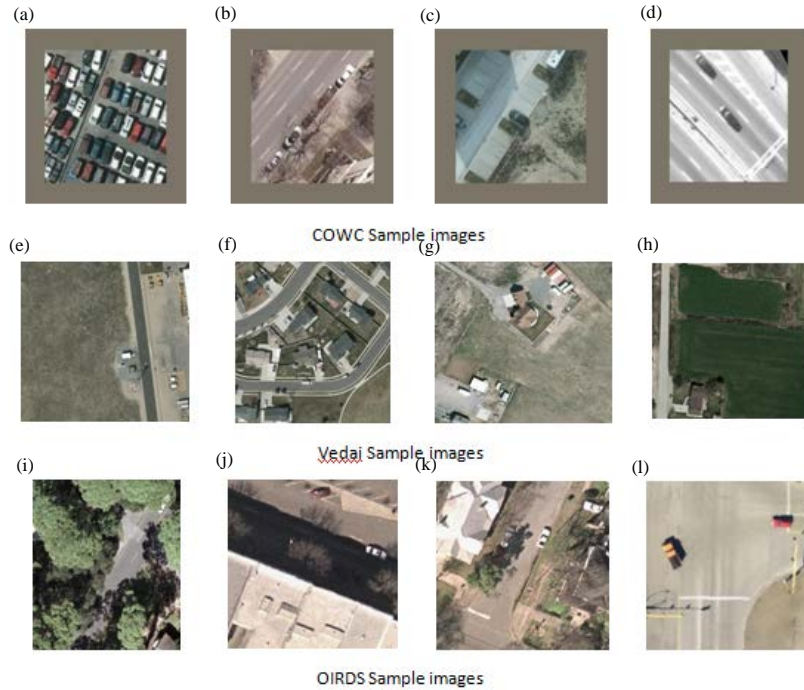 (a) (b) (c) (d)
COWC Sample images
(e) (f) (g) (h)
Vedai Sample images
(i) (j) (k) (l)
OIRDS Sample images